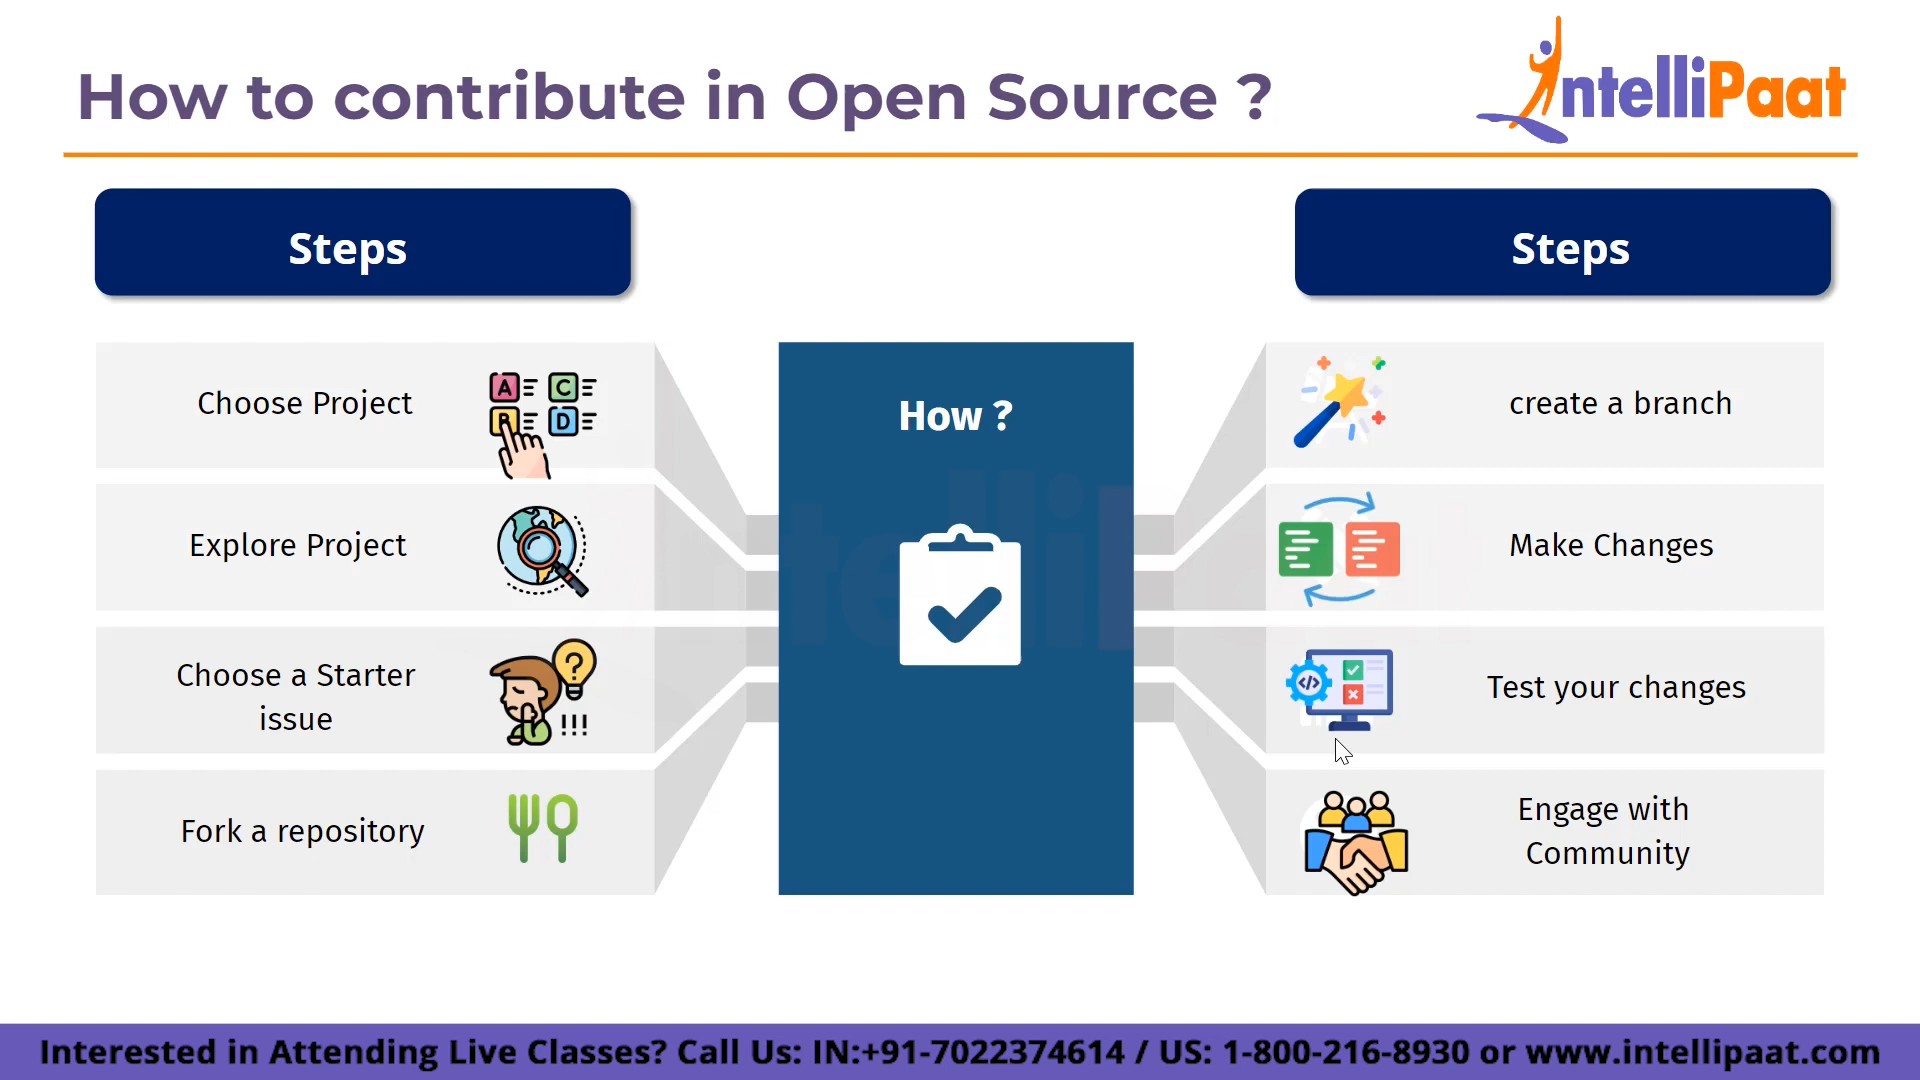 How to contribute in Open Source ?
IntelliPaat
Steps
Steps
Choose Project
A
C
B
D
Explore Project
Choose a Starter
issue
?
!!!
Fork a repository
How ?
create a branch
Make Changes
</>
Test your changes
Engage with
Community
Interested in Attending Live Classes? Call Us: IN:+91-7022374614 / US: 1-800-216-8930 or www.intellipaat.com